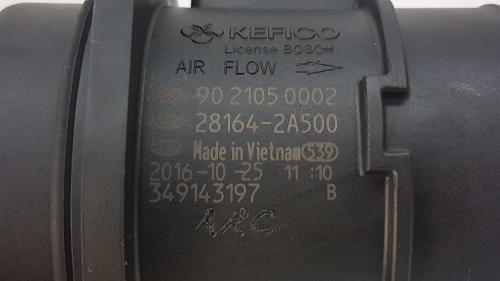 KEFICO
License BOSCH
AIR FLOW
90 2105 0002
28164-2A500
Made in Vietnam 539
2016-10-25 11:10
349143197 B